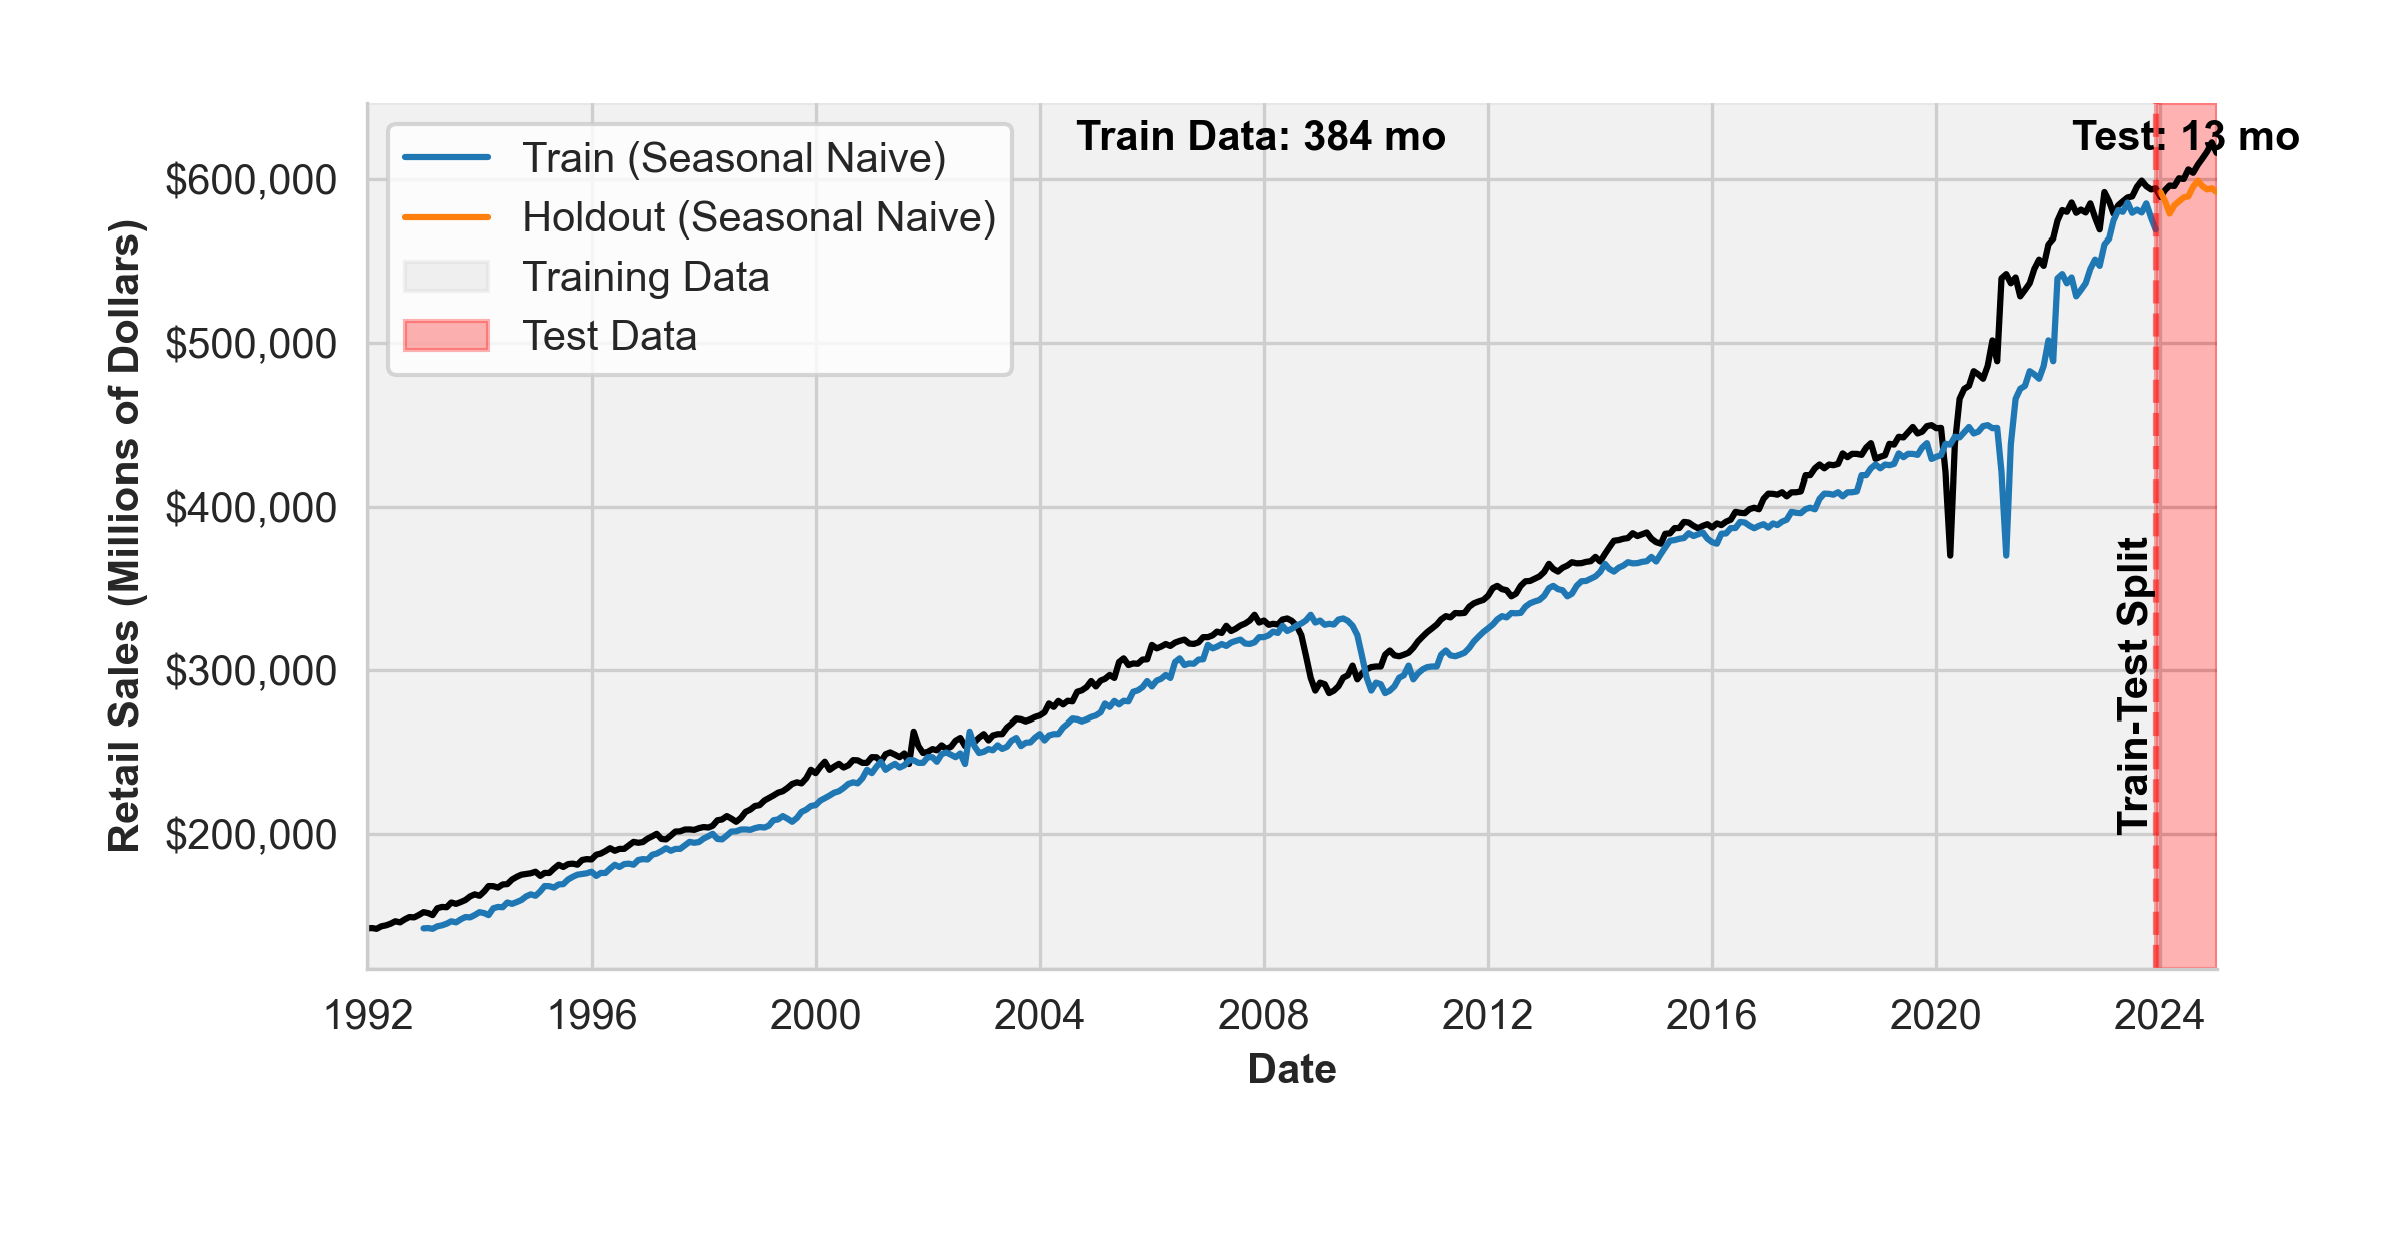 Train Data: 384 mo
Test: 13 mo
Train (Seasonal Naive)
Holdout (Seasonal Naive)
Training Data
Test Data
$600,000
$500,000
$400,000
$300,000
$200,000
Retail Sales (Millions of Dollars)
Train-Test Split
1992
1996
2000
2004
2008
2012
2016
2020
2024
Date